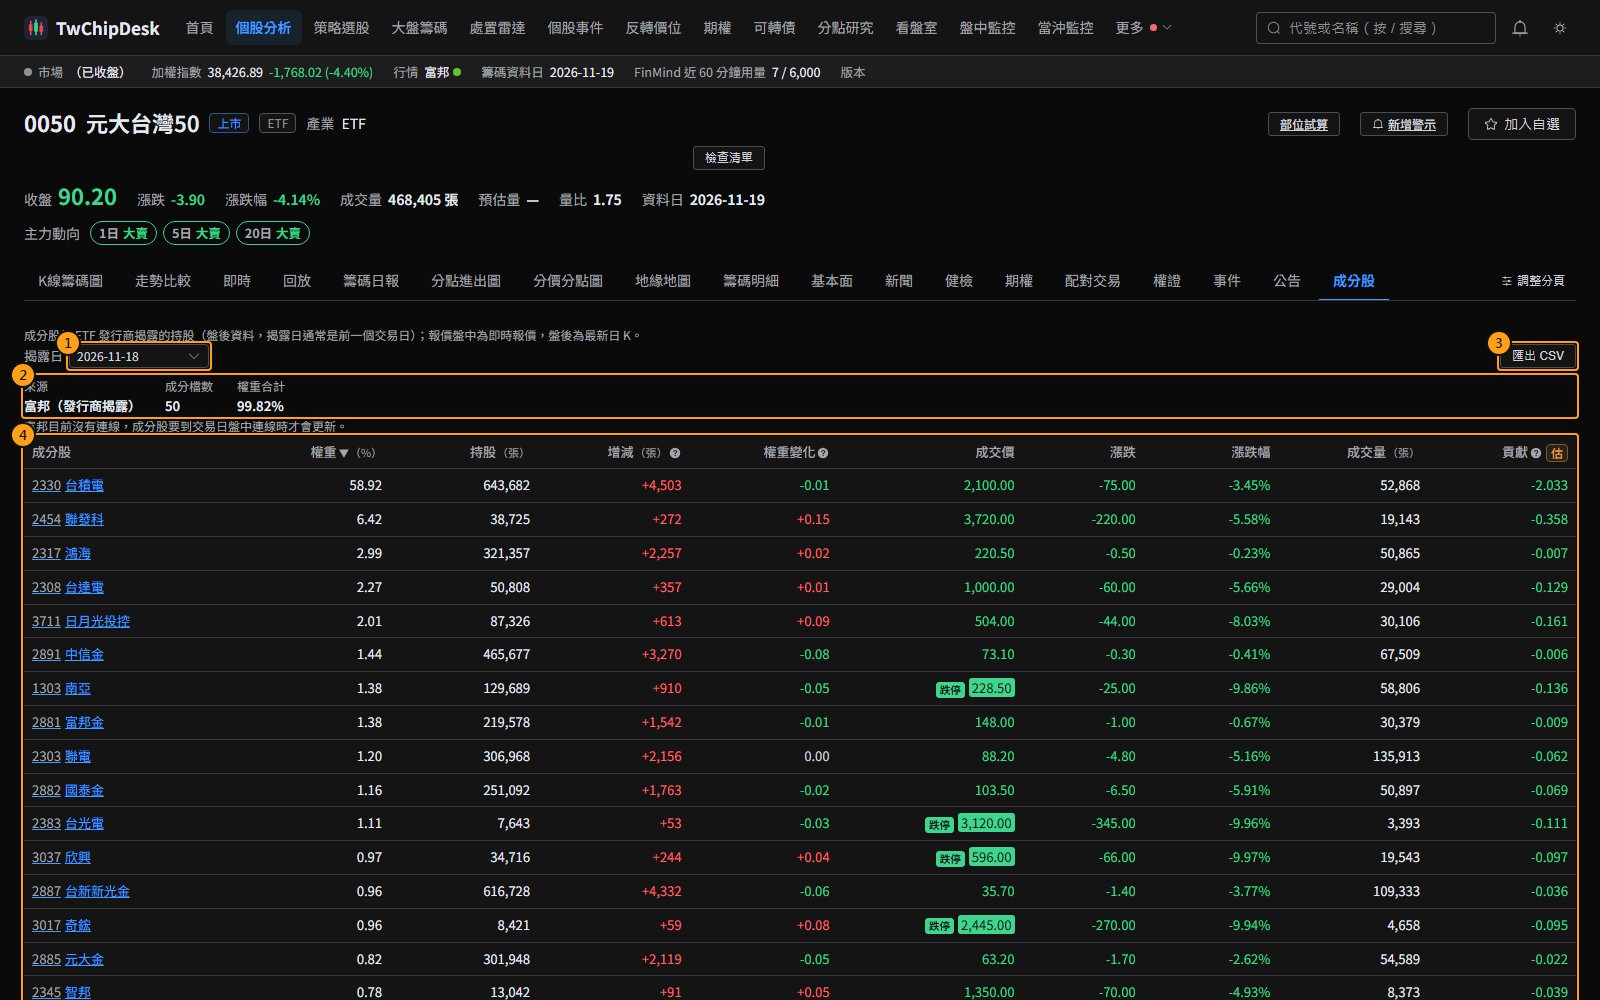 TwChipDesk 首頁 個股分析 策略選股 大盤籌碼 處置雷達 個股事件 反轉價位 期權 可轉債 分點研究 看盤室 盤中監控 當沖監控 更多 代號或名稱（按 / 搜尋）
市場 （已收盤） 加權指數 38,426.89 -1,768.02 (-4.40%) 行情 富邦 籌碼資料日 2026-11-19 FinMind 近 60 分鐘用量 7 / 6,000 版本
0050 元大台灣50 上市 ETF 產業 ETF 部位試算 新增警示 加入自選
檢查清單
收盤 90.20 漲跌 -3.90 漲跌幅 -4.14% 成交量 468,405 張 預估量 — 量比 1.75 資料日 2026-11-19
主力動向 1日 大賣 5日 大賣 20日 大賣
K線籌碼圖 走勢比較 即時 回放 籌碼日報 分點進出圖 分價分點圖 地緣地圖 籌碼明細 基本面 新聞 健檢 期權 配對交易 權證 事件 公告 成分股 調整分頁
成分股 ETF 發行商揭露的持股（盤後資料，揭露日通常是前一個交易日）；報價盤中為即時報價，盤後為最新日 K。
揭露日 1 2026-11-18 3 匯出 CSV
2 來源 成分檔數 權重合計
富邦（發行商揭露） 50 99.82%
富邦目前沒有連線，成分股要到交易日盤中連線時才會更新。
4 成分股 權重▼（%） 持股（張） 增減（張）? 權重變化? 成交價 漲跌 漲跌幅 成交量（張） 貢獻? 估
2330 台積電 58.92 643,682 +4,503 -0.01 2,100.00 -75.00 -3.45% 52,868 -2.033
2454 聯發科 6.42 38,725 +272 +0.15 3,720.00 -220.00 -5.58% 19,143 -0.358
2317 鴻海 2.99 321,357 +2,257 +0.02 220.50 -0.50 -0.23% 50,865 -0.007
2308 台達電 2.27 50,808 +357 +0.01 1,000.00 -60.00 -5.66% 29,004 -0.129
3711 日月光投控 2.01 87,326 +613 +0.09 504.00 -44.00 -8.03% 30,106 -0.161
2891 中信金 1.44 465,677 +3,270 -0.08 73.10 -0.30 -0.41% 67,509 -0.006
1303 南亞 1.38 129,689 +910 -0.05 跌停 228.50 -25.00 -9.86% 58,806 -0.136
2881 富邦金 1.38 219,578 +1,542 -0.01 148.00 -1.00 -0.67% 30,379 -0.009
2303 聯電 1.20 306,968 +2,156 0.00 88.20 -4.80 -5.16% 135,913 -0.062
2882 國泰金 1.16 251,092 +1,763 -0.02 103.50 -6.50 -5.91% 50,897 -0.069
2383 台光電 1.11 7,643 +53 -0.03 跌停 3,120.00 -345.00 -9.96% 3,393 -0.111
3037 欣興 0.97 34,716 +244 +0.04 跌停 596.00 -66.00 -9.97% 19,543 -0.097
2887 台新新光金 0.96 616,728 +4,332 -0.06 35.70 -1.40 -3.77% 109,333 -0.036
3017 奇鋐 0.96 8,421 +59 +0.08 跌停 2,445.00 -270.00 -9.94% 4,658 -0.095
2885 元大金 0.82 301,948 +2,119 -0.05 63.20 -1.70 -2.62% 54,589 -0.022
2345 智邦 0.78 13,042 +91 +0.05 1,350.00 -70.00 -4.93% 8,373 -0.039